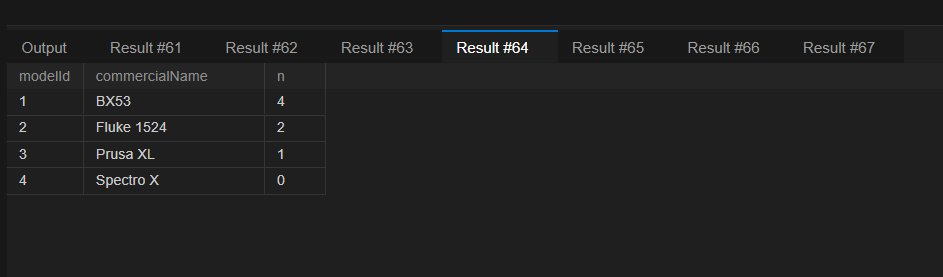 Output Result #61 Result #62 Result #63 Result #64 Result #65 Result #66 Result #67
modelId commercialName n
1 BX53 4
2 Fluke 1524 2
3 Prusa XL 1
4 Spectro X 0